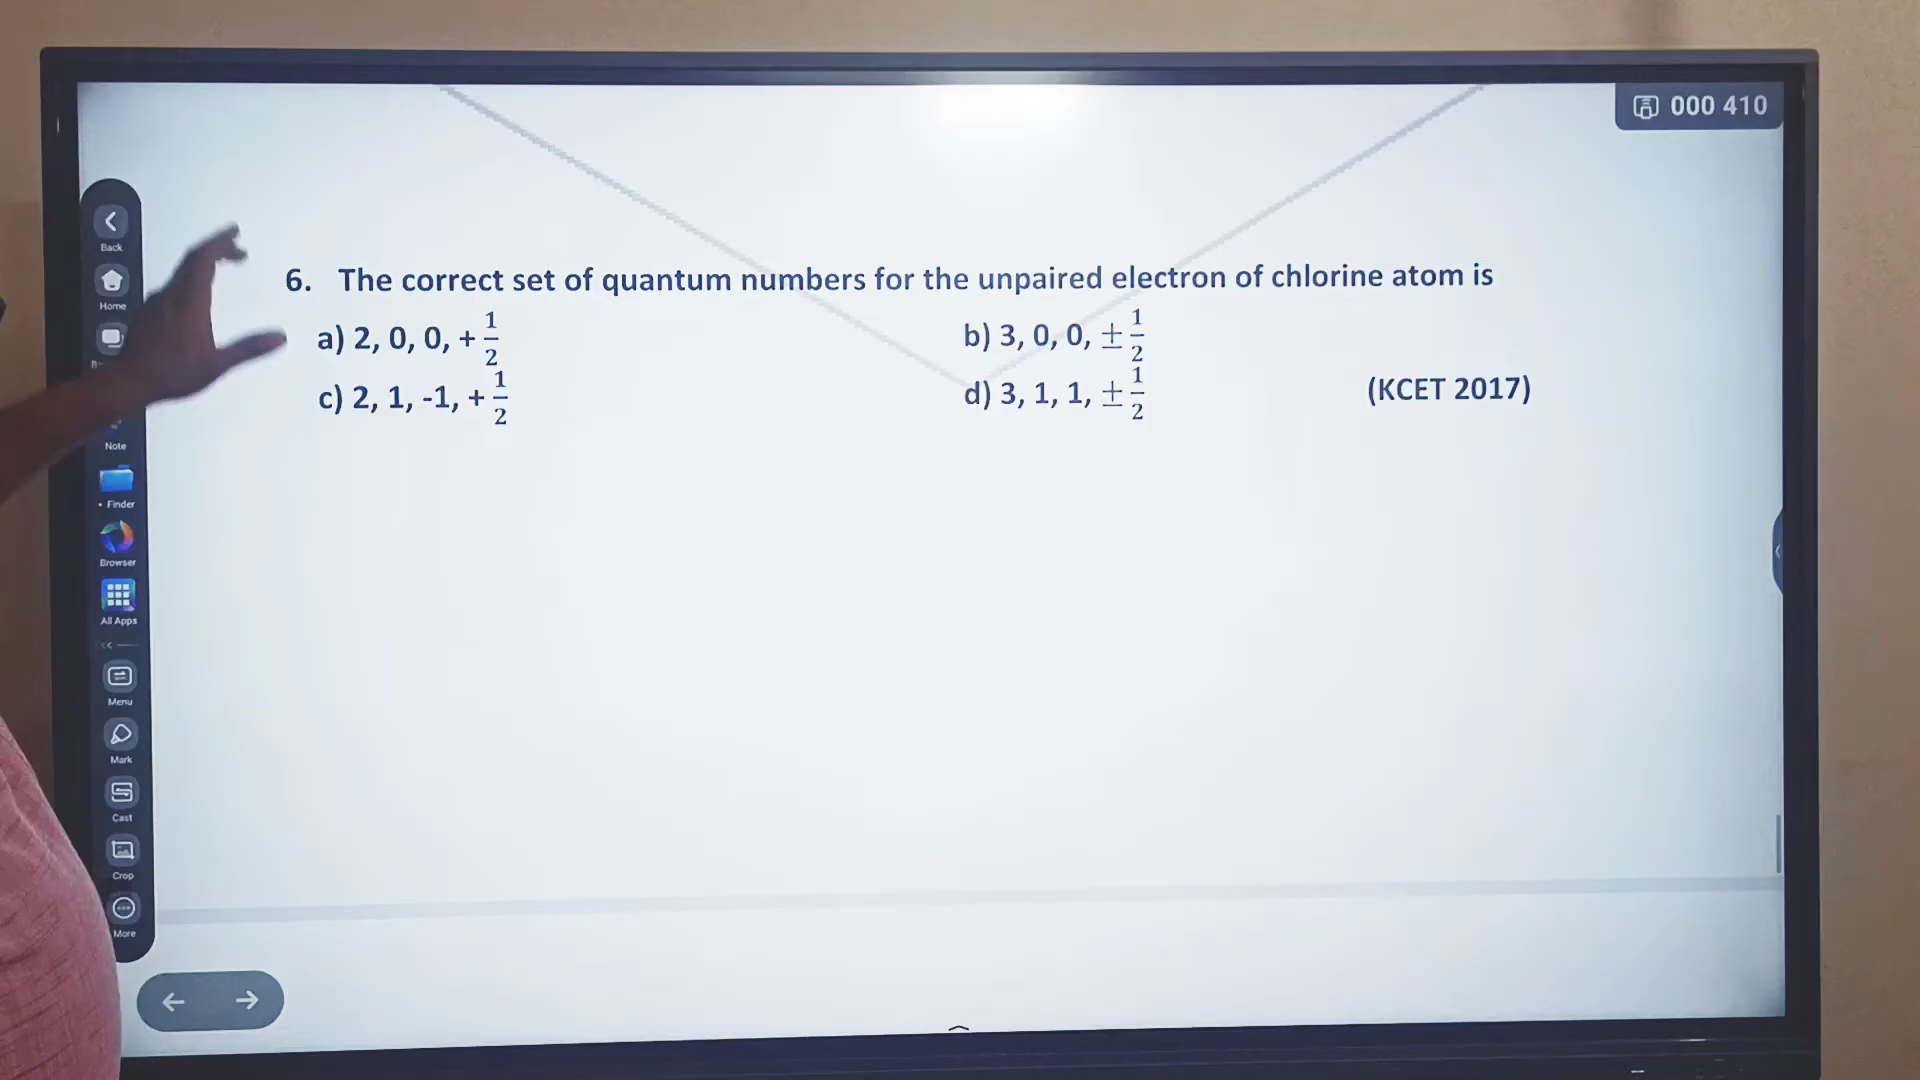 000 410
Back
Home
6. The correct set of quantum numbers for the unpaired electron of chlorine atom is
a) 2, 0, 0, + 1/2
b) 3, 0, 0, ± 1/2
c) 2, 1, -1, + 1/2
d) 3, 1, 1, ± 1/2
(KCET 2017)
Note
• Finder
Browser
All Apps
Menu
Mark
Cast
Crop
More